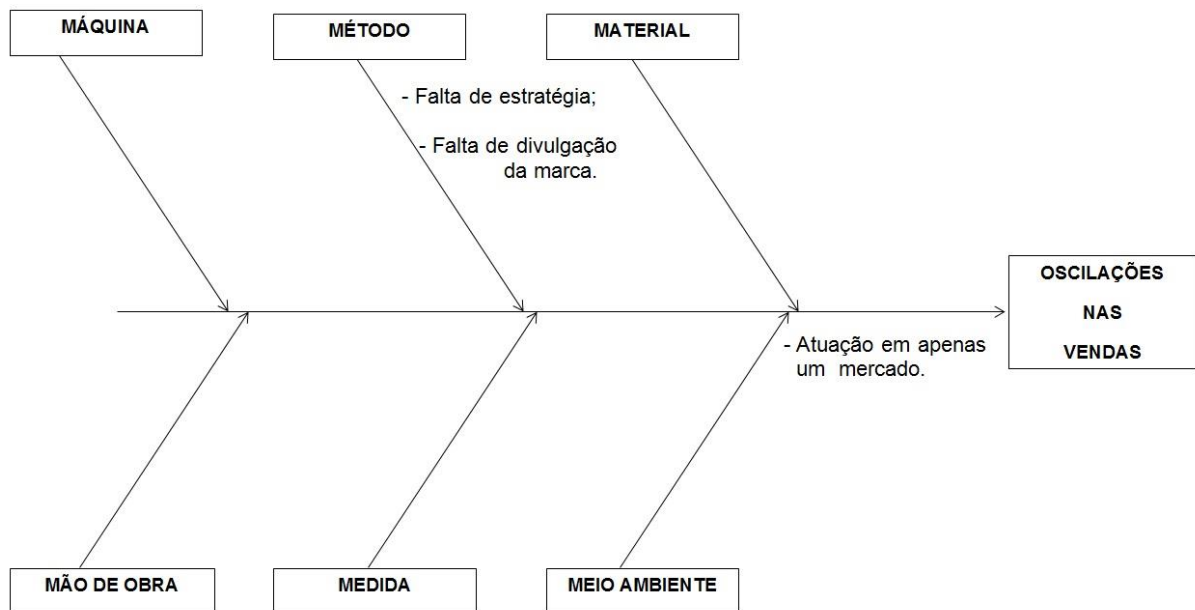 MÁQUINA
MÉTODO
MATERIAL
- Falta de estratégia;
- Falta de divulgação
da marca.
OSCILAÇÕES
NAS
VENDAS
- Atuação em apenas
um mercado.
MÃO DE OBRA
MEDIDA
MEIO AMBIENTE